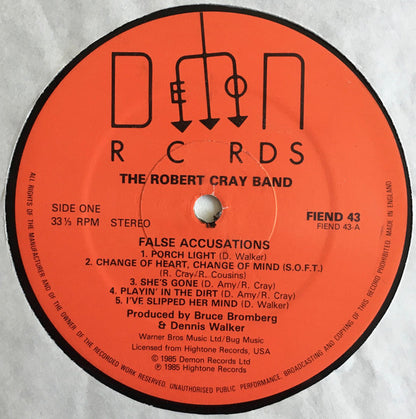 DEMON
RECORDS
THE ROBERT CRAY BAND
SIDE ONE
33⅓ RPM STEREO
FIEND 43
FIEND 43-A
FALSE ACCUSATIONS
1. PORCH LIGHT (D. Walker)
2. CHANGE OF HEART, CHANGE OF MIND (S.O.F.T.)
(R. Cray/R. Cousins)
3. SHE'S GONE (D. Amy/R. Cray)
4. PLAYIN' IN THE DIRT (D. Amy/R. Cray)
5. I'VE SLIPPED HER MIND (D. Walker)
Produced by Bruce Bromberg
& Dennis Walker
Warner Bros Music Ltd/Bug Music
Licensed from Hightone Records, USA
© 1985 Demon Records Ltd
℗ 1985 Hightone Records
ALL RIGHTS OF THE MANUFACTURER AND OF THE OWNER OF THE RECORDED WORK RESERVED. UNAUTHORISED PUBLIC PERFORMANCE, BROADCASTING AND COPYING OF THIS RECORD PROHIBITED. MADE IN ENGLAND.